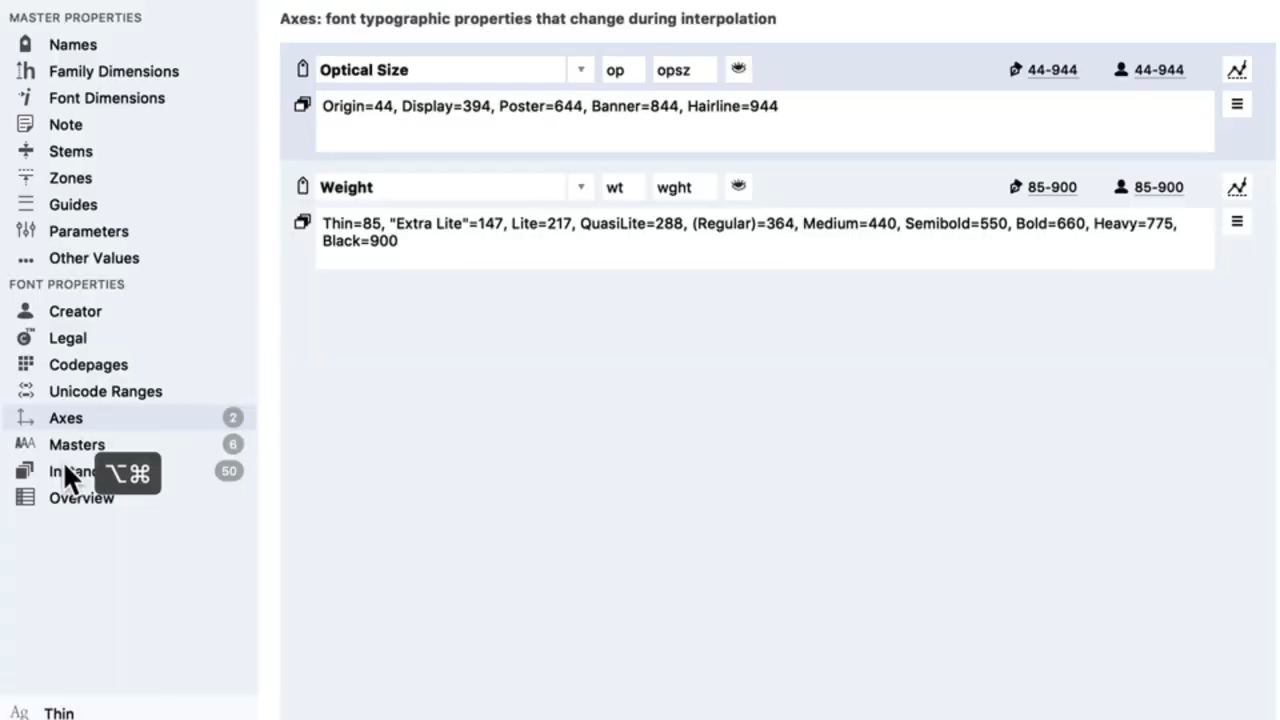 MASTER PROPERTIES
Names
Family Dimensions
Font Dimensions
Note
Stems
Zones
Guides
Parameters
Other Values
FONT PROPERTIES
Creator
Legal
Codepages
Unicode Ranges
Axes 2
Masters 6
50
Overview
⌥⌘
Ag Thin
Axes: font typographic properties that change during interpolation
Optical Size op opsz 44-944 44-944
Origin=44, Display=394, Poster=644, Banner=844, Hairline=944
Weight wt wght 85-900 85-900
Thin=85, "Extra Lite"=147, Lite=217, QuasiLite=288, (Regular)=364, Medium=440, Semibold=550, Bold=660, Heavy=775,
Black=900